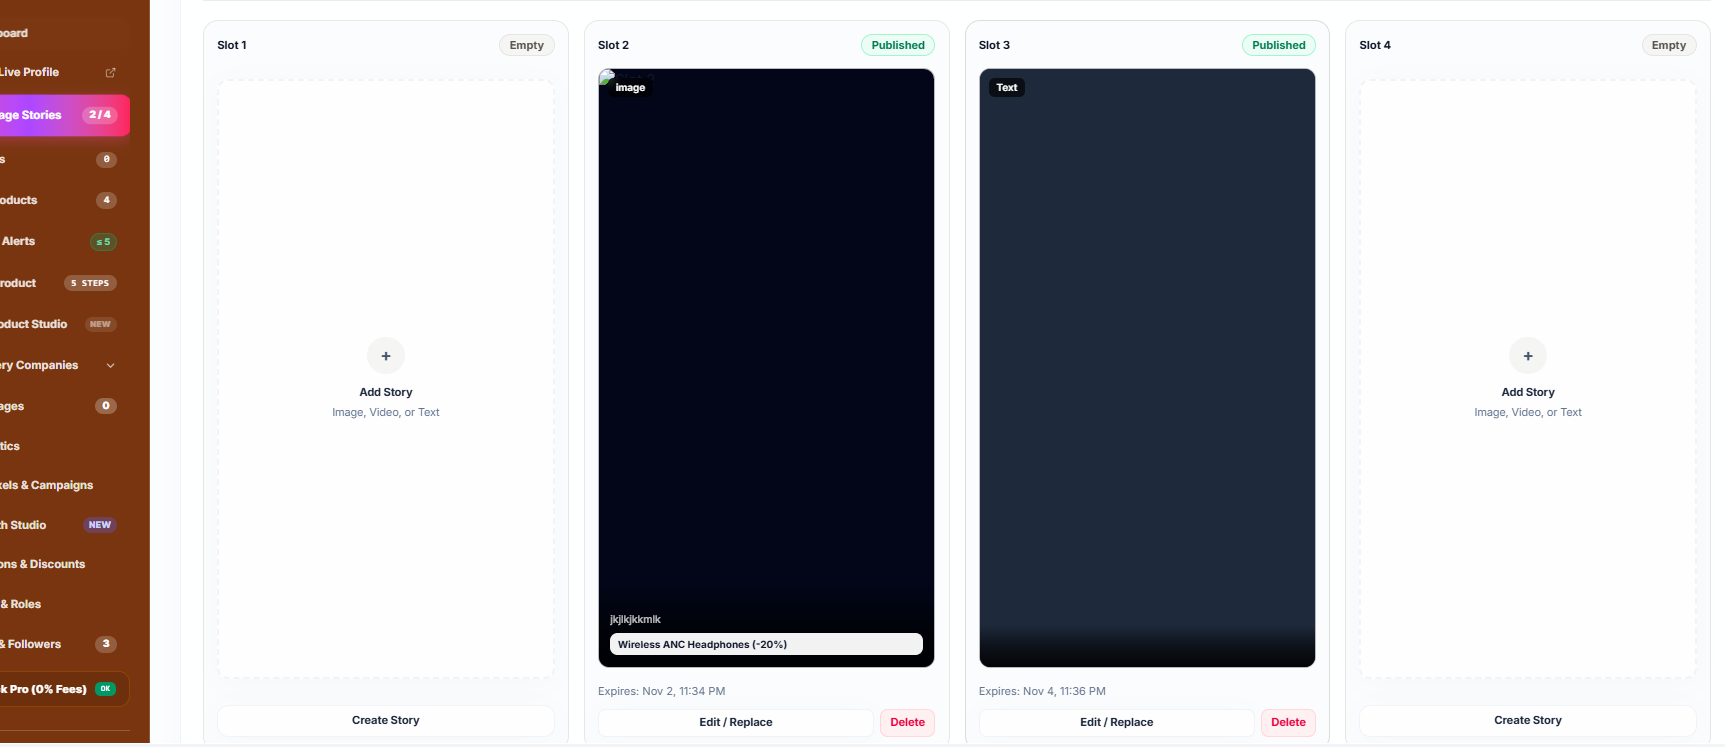 board
Live Profile
age Stories 2/4
s 0
oducts 4
Alerts ≤5
roduct 5 STEPS
oduct Studio NEW
ery Companies
ages 0
tics
xels & Campaigns
th Studio NEW
ons & Discounts
& Roles
& Followers 3
k Pro (0% Fees) OK
Slot 1 Empty
+
Add Story
Image, Video, or Text
Create Story
Slot 2 Published
image
jkjlkjkkmlk
Wireless ANC Headphones (-20%)
Expires: Nov 2, 11:34 PM
Edit / Replace Delete
Slot 3 Published
Text
Expires: Nov 4, 11:36 PM
Edit / Replace Delete
Slot 4 Empty
+
Add Story
Image, Video, or Text
Create Story